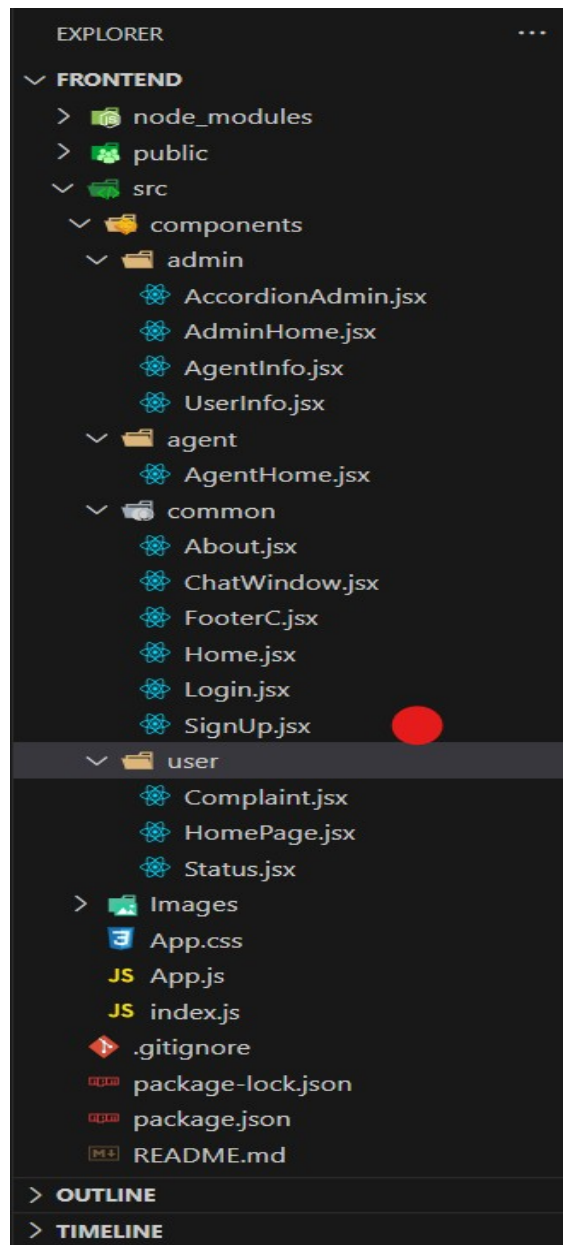 EXPLORER ...
FRONTEND
node_modules
public
src
components
admin
AccordionAdmin.jsx
AdminHome.jsx
AgentInfo.jsx
UserInfo.jsx
agent
AgentHome.jsx
common
About.jsx
ChatWindow.jsx
FooterC.jsx
Home.jsx
Login.jsx
SignUp.jsx
user
Complaint.jsx
HomePage.jsx
Status.jsx
Images
App.css
JS App.js
JS index.js
.gitignore
package-lock.json
package.json
README.md
OUTLINE
TIMELINE